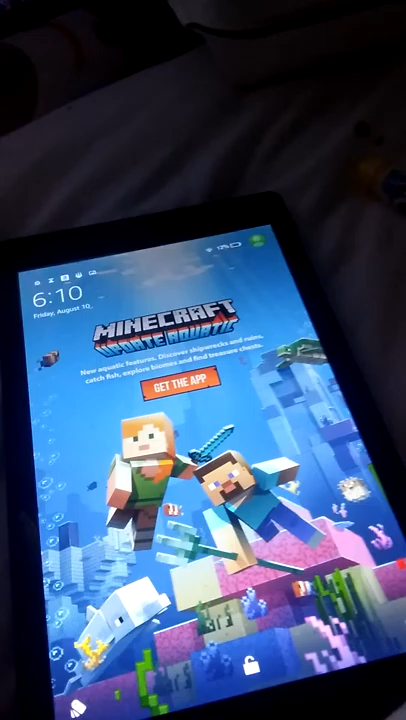 6:10
Friday, August 10
MINECRAFT
UPDATE AQUATIC
New aquatic features. Discover shipwrecks and ruins,
catch fish, explore biomes and find treasure chests.
GET THE APP